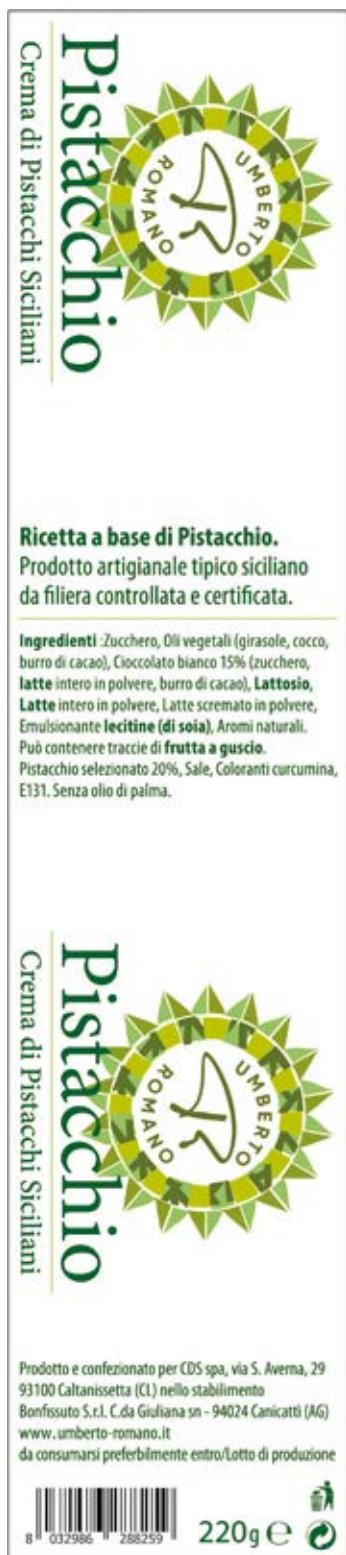 Pistacchio
Crema di Pistacchi Siciliani
UMBERTO
ROMANO
Ricetta a base di Pistacchio.
Prodotto artigianale tipico siciliano
da filiera controllata e certificata.
Ingredienti :Zucchero, Oli vegetali (girasole, cocco,
burro di cacao), Cioccolato bianco 15% (zucchero,
latte intero in polvere, burro di cacao), Lattosio,
Latte intero in polvere, Latte scremato in polvere,
Emulsionante lecitine (di soia), Aromi naturali.
Può contenere traccie di frutta a guscio.
Pistacchio selezionato 20%, Sale, Coloranti curcumina,
E131. Senza olio di palma.
Pistacchio
Crema di Pistacchi Siciliani
UMBERTO
ROMANO
Prodotto e confezionato per CDS spa, via S. Averna, 29
93100 Caltanissetta (CL) nello stabilimento
Bonfissuto S.r.l. C.da Giuliana sn - 94024 Canicattì (AG)
www.umberto-romano.it
da consumarsi preferbilmente entro/Lotto di produzione
8 032986 288259
220g e